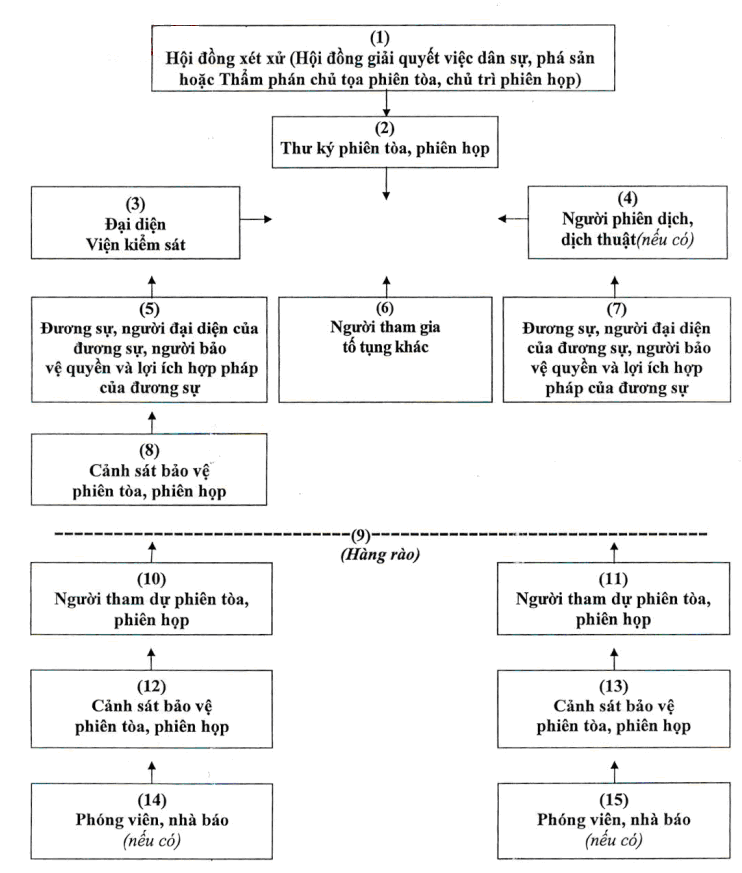 (1)
Hội đồng xét xử (Hội đồng giải quyết việc dân sự, phá sản
hoặc Thẩm phán chủ tọa phiên tòa, chủ trì phiên họp)
(2)
Thư ký phiên tòa, phiên họp
(3)
Đại diện
Viện kiểm sát
(4)
Người phiên dịch,
dịch thuật(nếu có)
(5)
Đương sự, người đại diện của
đương sự, người bảo
vệ quyền và lợi ích hợp pháp
của đương sự
(6)
Người tham gia
tố tụng khác
(7)
Đương sự, người đại diện
của đương sự, người bảo
vệ quyền và lợi ích hợp
pháp của đương sự
(8)
Cảnh sát bảo vệ
phiên tòa, phiên họp
(9)
(Hàng rào)
(10)
Người tham dự phiên tòa,
phiên họp
(11)
Người tham dự phiên tòa,
phiên họp
(12)
Cảnh sát bảo vệ
phiên tòa, phiên họp
(13)
Cảnh sát bảo vệ
phiên tòa, phiên họp
(14)
Phóng viên, nhà báo
(nếu có)
(15)
Phóng viên, nhà báo
(nếu có)